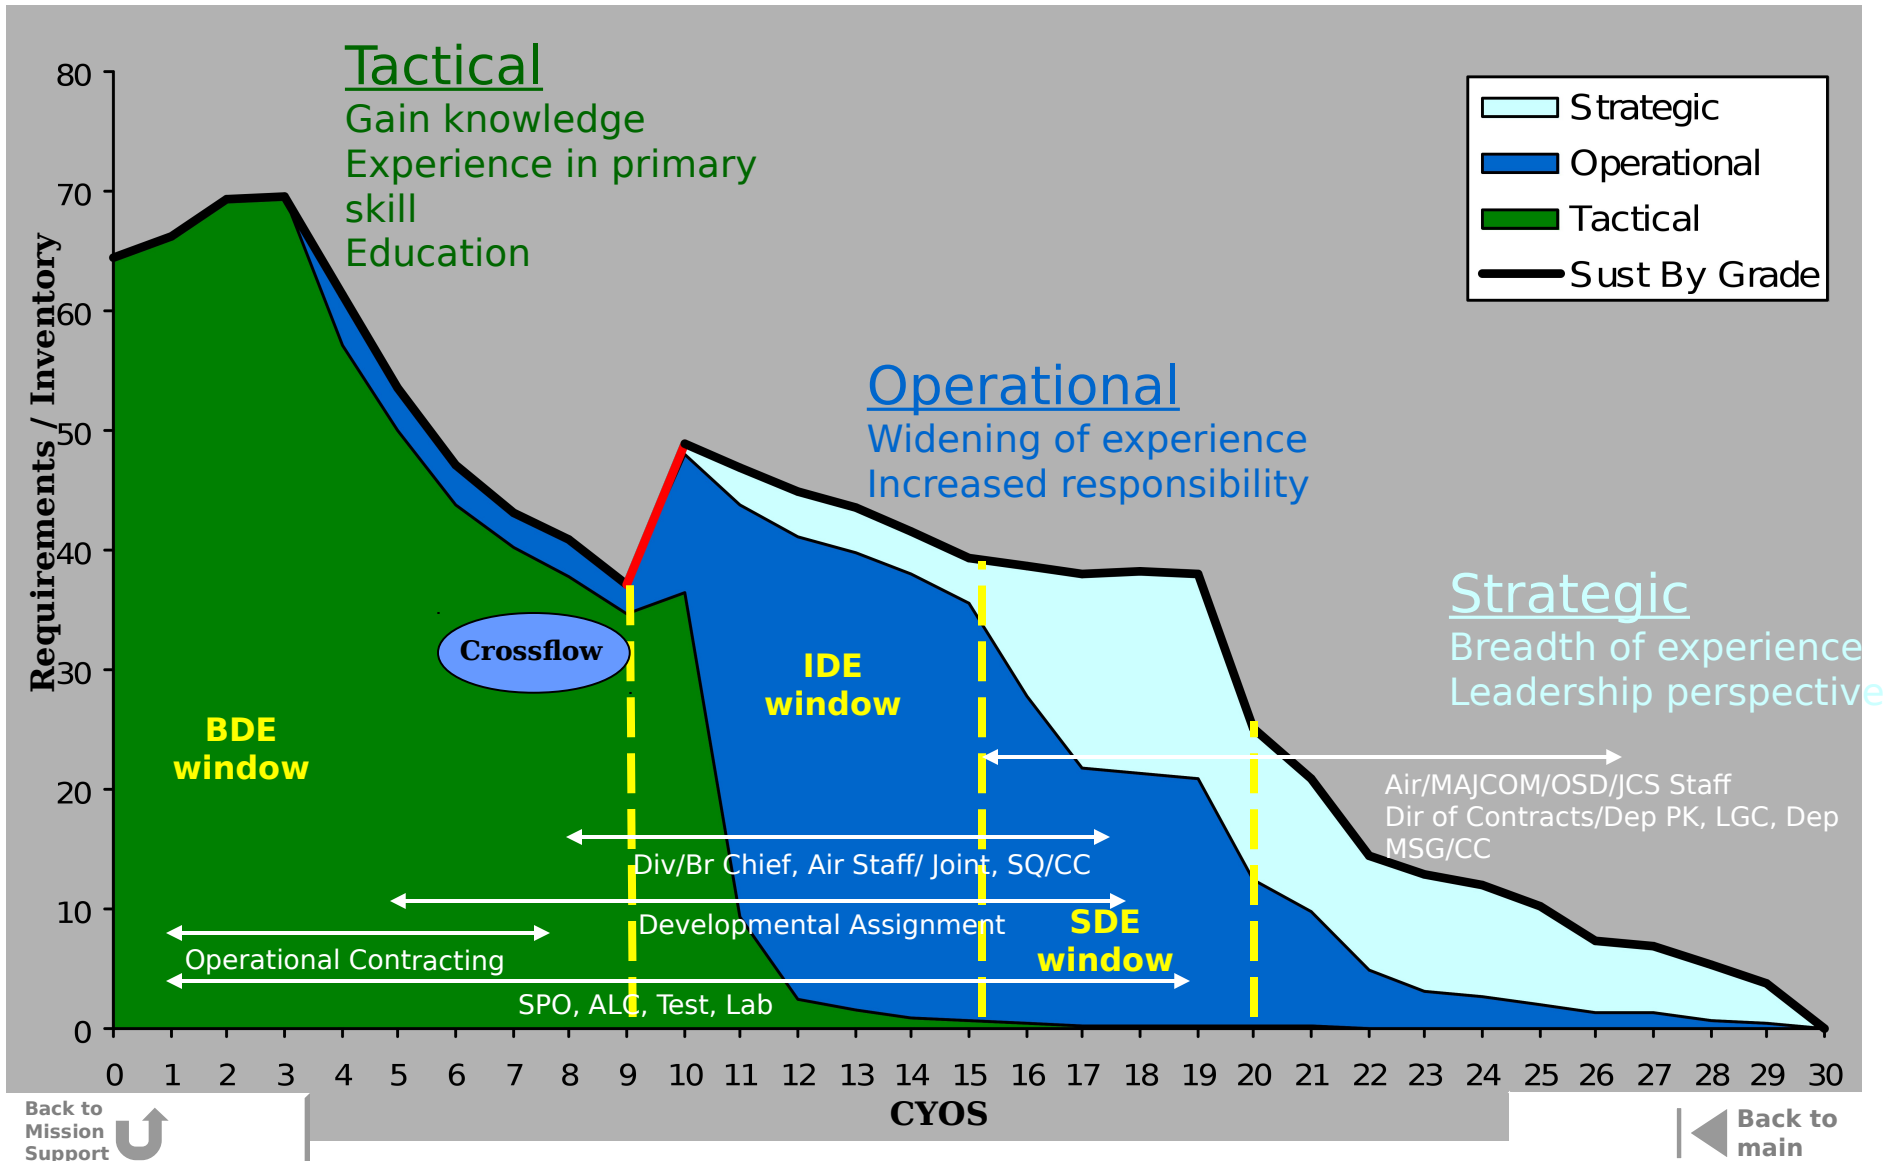 Tactical
Gain knowledge
Experience in primary
skill
Education
Strategic
Operational
Tactical
Sust By Grade
Operational
Widening of experience
Increased responsibility
Strategic
Breadth of experience
Leadership perspective
Requirements / Inventory
80
70
60
50
40
30
20
10
0
Crossflow
BDE
window
IDE
window
SDE
window
Air/MAJCOM/OSD/JCS Staff
Dir of Contracts/Dep PK, LGC, Dep
MSG/CC
Div/Br Chief, Air Staff/ Joint, SQ/CC
Developmental Assignment
Operational Contracting
SPO, ALC, Test, Lab
0 1 2 3 4 5 6 7 8 9 10 11 12 13 14 15 16 17 18 19 20 21 22 23 24 25 26 27 28 29 30
CYOS
Back to
Mission
Support
Back to
main